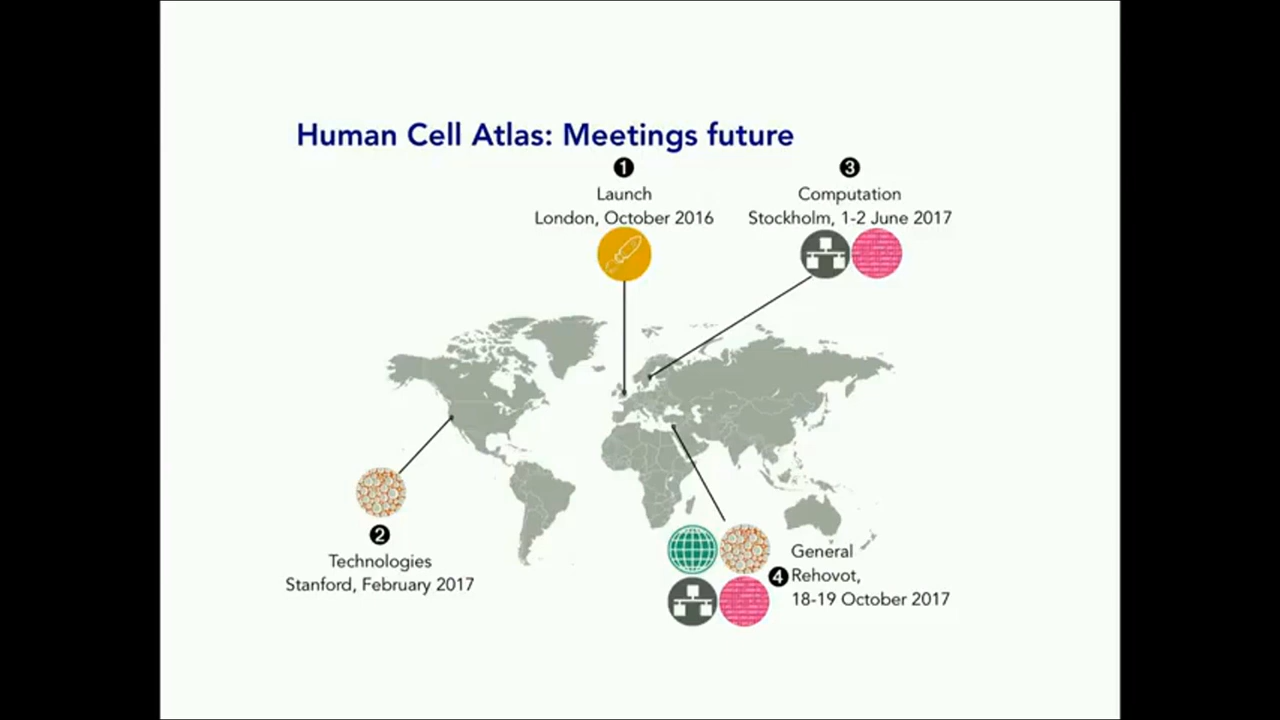 Human Cell Atlas: Meetings future
1
Launch
London, October 2016
3
Computation
Stockholm, 1-2 June 2017
2
Technologies
Stanford, February 2017
4
General
Rehovot,
18-19 October 2017